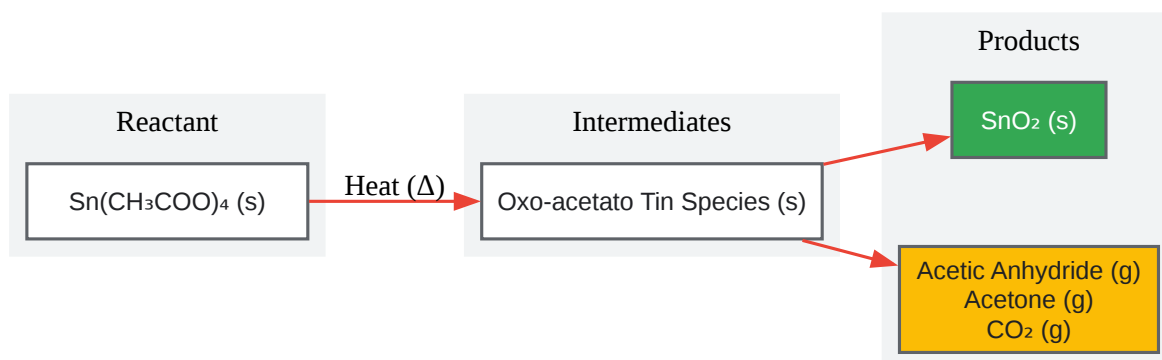 Reactant
Sn(CH₃COO)₄ (s)
Heat (Δ)
Intermediates
Oxo-acetato Tin Species (s)
Products
SnO₂ (s)
Acetic Anhydride (g)
Acetone (g)
CO₂ (g)